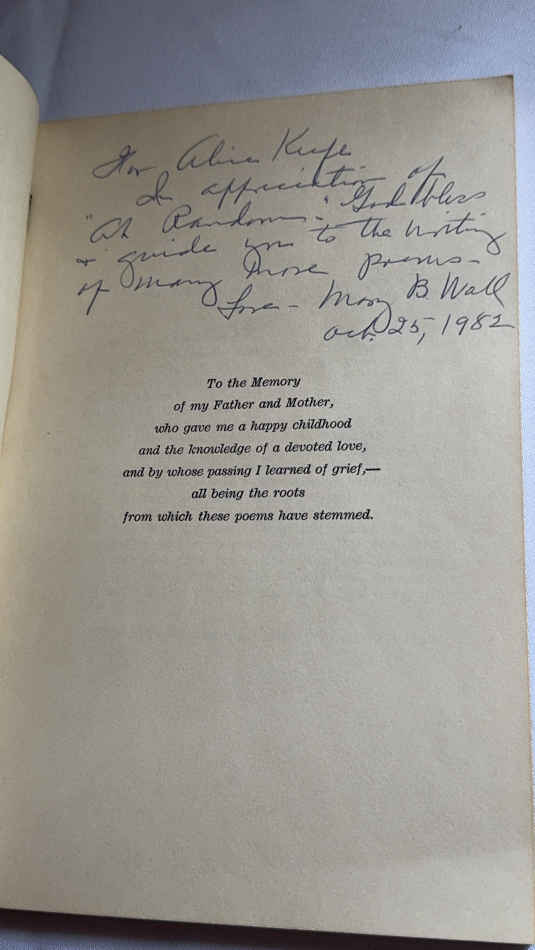 For Alice Keefe
In appreciation of
"At Random." God bless
+ guide you to the writing
of many more poems –
Love – Mary B. Wall
Oct. 25, 1982
To the Memory
of my Father and Mother,
who gave me a happy childhood
and the knowledge of a devoted love,
and by whose passing I learned of grief,—
all being the roots
from which these poems have stemmed.